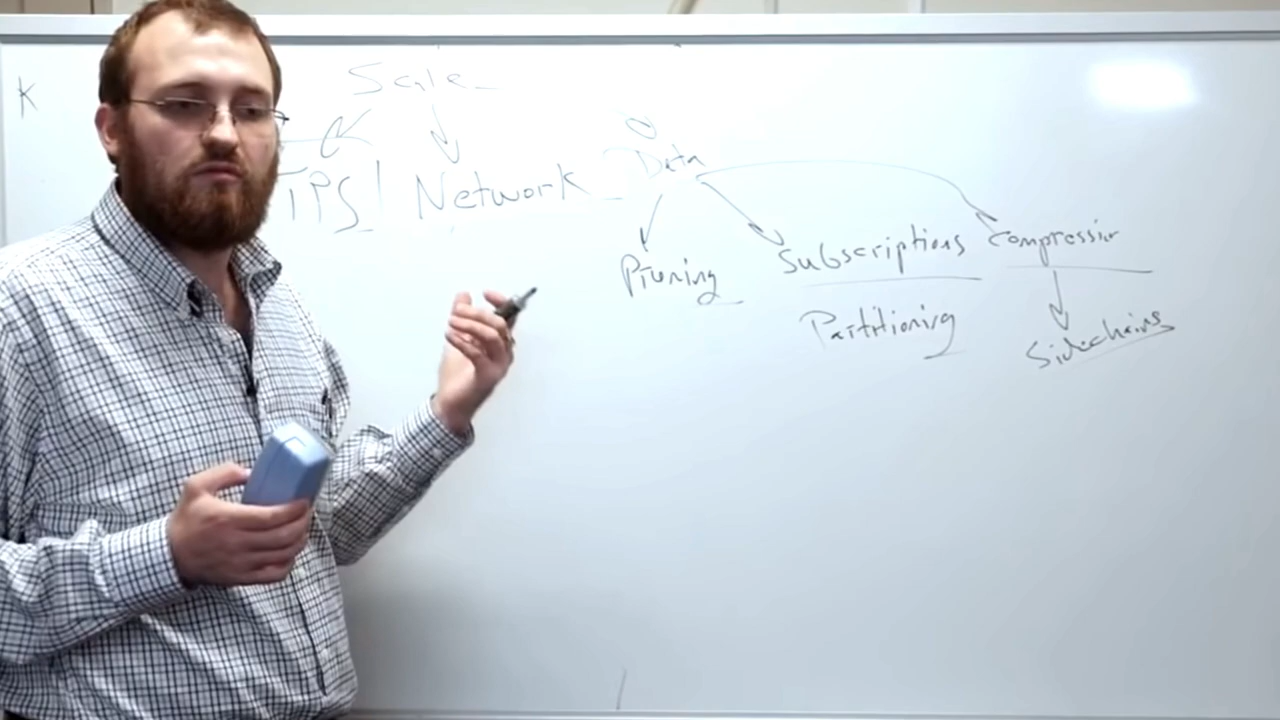 K
Scale
TPS Network Data
Pruning Subscriptions Compression
Partitioning Sidechains